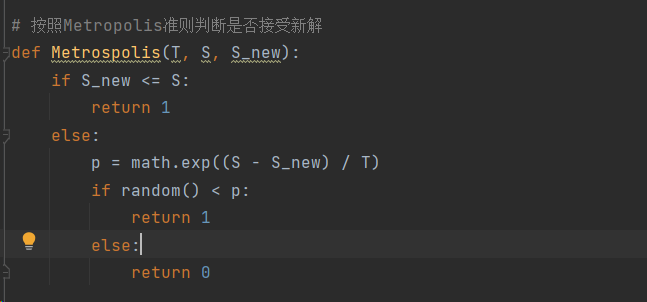 # 按照Metropolis准则判断是否接受新解
def Metrospolis(T, S, S_new):
    if S_new <= S:
        return 1
    else:
        p = math.exp((S - S_new) / T)
        if random() < p:
            return 1
        else:
            return 0